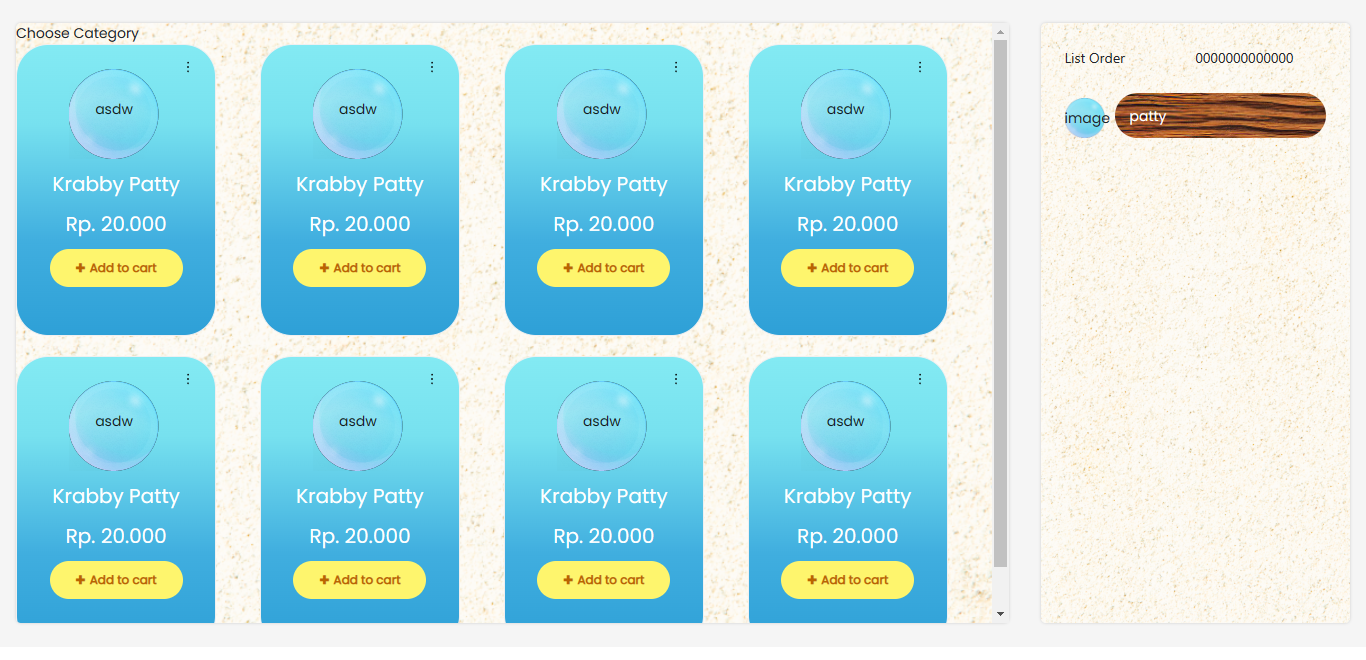 Choose Category
asdw
Krabby Patty
Rp. 20.000
+ Add to cart
asdw
Krabby Patty
Rp. 20.000
+ Add to cart
asdw
Krabby Patty
Rp. 20.000
+ Add to cart
asdw
Krabby Patty
Rp. 20.000
+ Add to cart
asdw
Krabby Patty
Rp. 20.000
+ Add to cart
asdw
Krabby Patty
Rp. 20.000
+ Add to cart
asdw
Krabby Patty
Rp. 20.000
+ Add to cart
asdw
Krabby Patty
Rp. 20.000
+ Add to cart
List Order 0000000000000
image patty